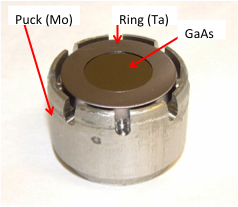 Puck (Mo)
Ring (Ta)
GaAs